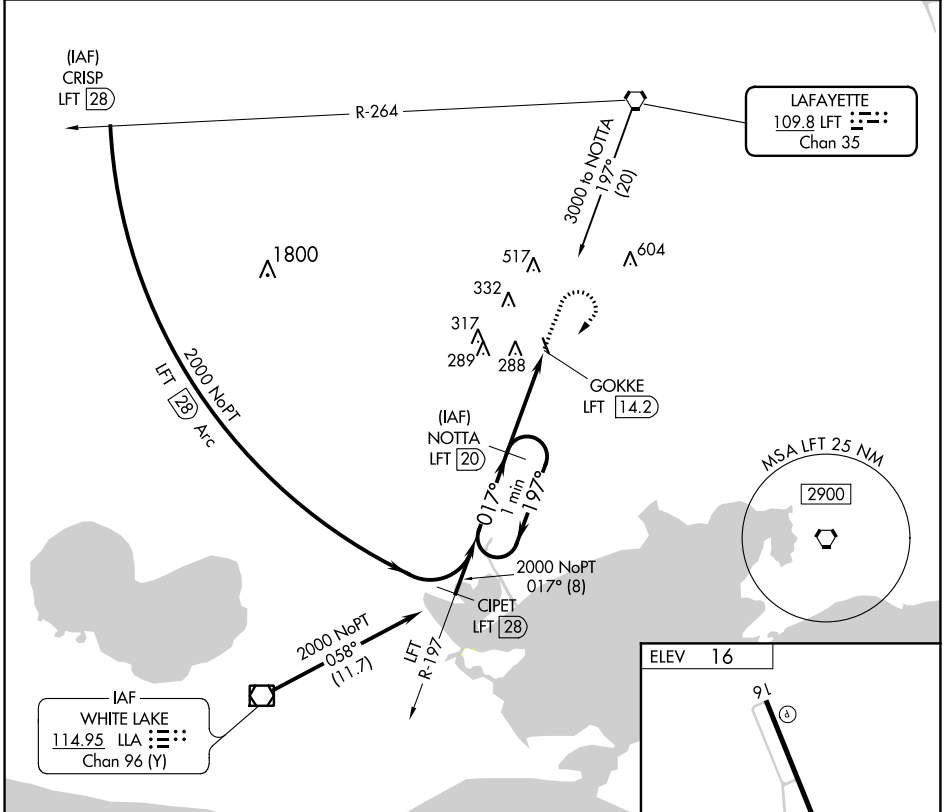 (IAF)
CRISP
LFT 28
R-264
LAFAYETTE
109.8 LFT
Chan 35
3000 to NOTTA
197°
(20)
1800
517
604
332
317
289
288
2000 NoPT
LFT 28 Arc
GOKKE
LFT 14.2
(IAF)
NOTTA
LFT 20
017°
1 min
197°
MSA LFT 25 NM
2900
2000 NoPT
017° (8)
CIPET
LFT 28
2000 NoPT
058°
(11.7)
LFT
R-197
IAF
WHITE LAKE
114.95 LLA
Chan 96 (Y)
ELEV 16
16
P